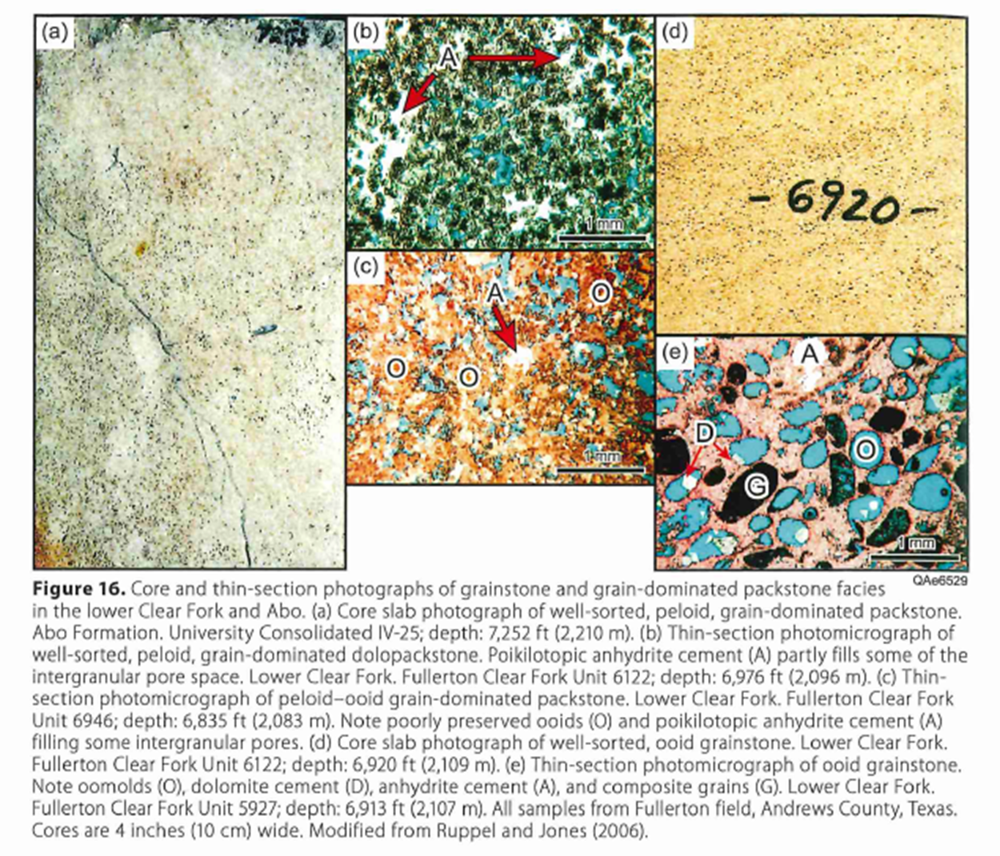 (a)
(b)
A
1 mm
(c)
A
O
O
O
1 mm
(d)
- 6920 -
(e)
A
D
O
G
1 mm
QAe6529
Figure 16. Core and thin-section photographs of grainstone and grain-dominated packstone facies
in the lower Clear Fork and Abo. (a) Core slab photograph of well-sorted, peloid, grain-dominated packstone.
Abo Formation. University Consolidated IV-25; depth: 7,252 ft (2,210 m). (b) Thin-section photomicrograph of
well-sorted, peloid, grain-dominated dolopackstone. Poikilotopic anhydrite cement (A) partly fills some of the
intergranular pore space. Lower Clear Fork. Fullerton Clear Fork Unit 6122; depth: 6,976 ft (2,096 m). (c) Thin-
section photomicrograph of peloid–ooid grain-dominated packstone. Lower Clear Fork. Fullerton Clear Fork
Unit 6946; depth: 6,835 ft (2,083 m). Note poorly preserved ooids (O) and poikilotopic anhydrite cement (A)
filling some intergranular pores. (d) Core slab photograph of well-sorted, ooid grainstone. Lower Clear Fork.
Fullerton Clear Fork Unit 6122; depth: 6,920 ft (2,109 m). (e) Thin-section photomicrograph of ooid grainstone.
Note oomolds (O), dolomite cement (D), anhydrite cement (A), and composite grains (G). Lower Clear Fork.
Fullerton Clear Fork Unit 5927; depth: 6,913 ft (2,107 m). All samples from Fullerton field, Andrews County, Texas.
Cores are 4 inches (10 cm) wide. Modified from Ruppel and Jones (2006).